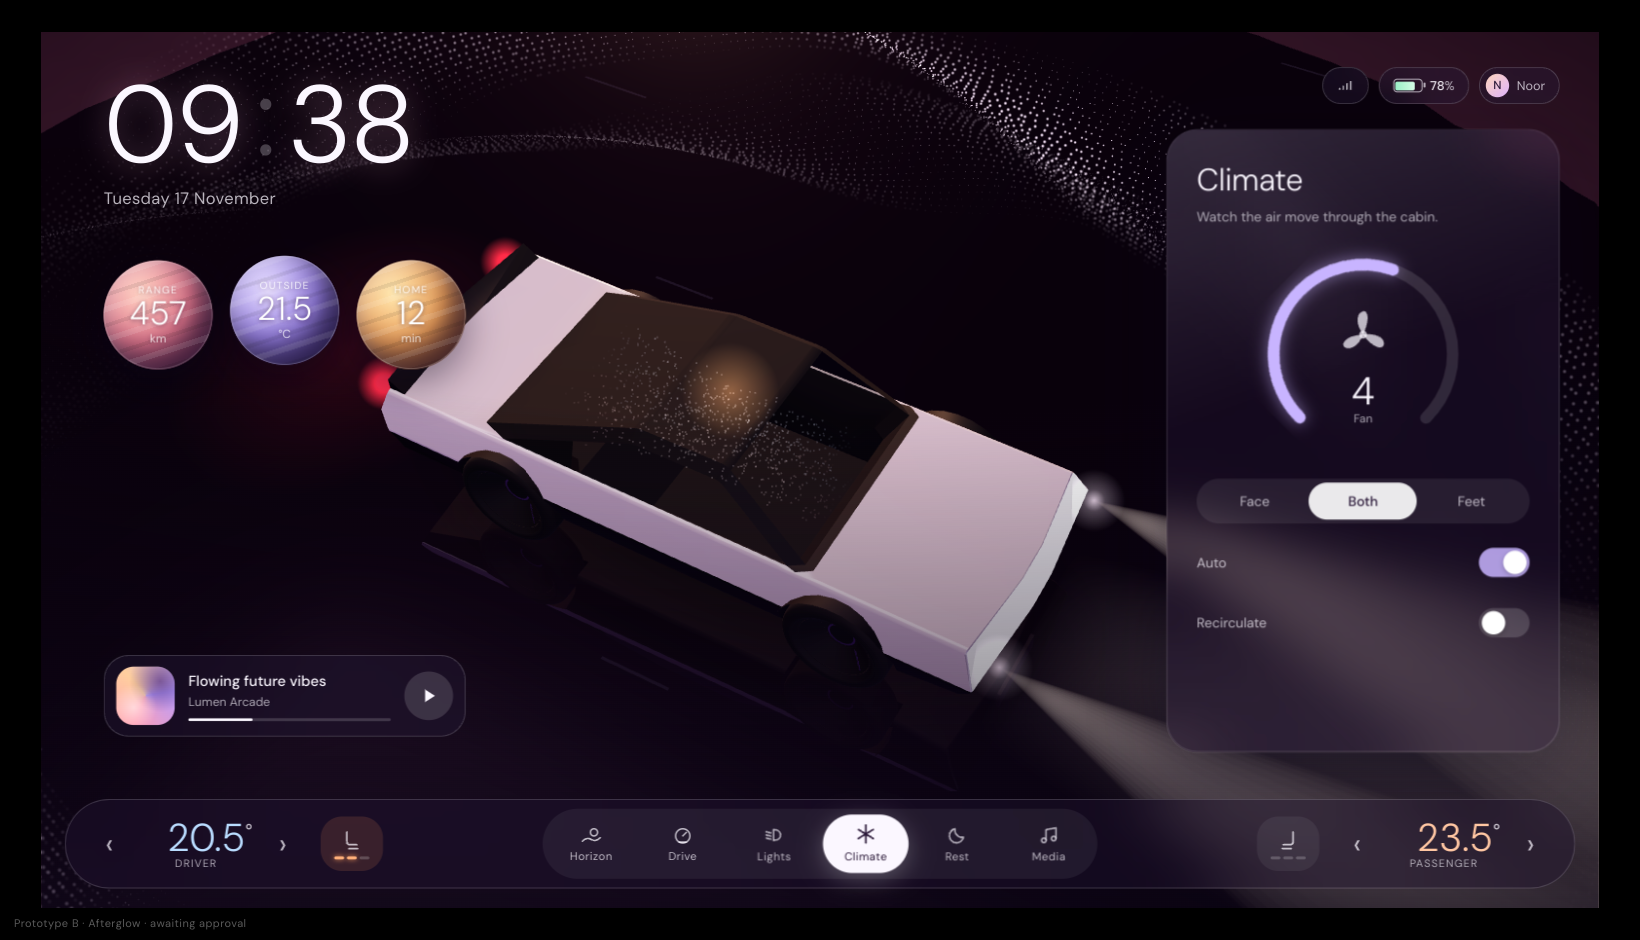 09:38
Tuesday 17 November
78%
N
Noor
RANGE
457
km
OUTSIDE
21.5
°C
HOME
12
min
Climate
Watch the air move through the cabin.
4
Fan
Face
Both
Feet
Auto
Recirculate
Flowing future vibes
Lumen Arcade
20.5°
DRIVER
Horizon
Drive
Lights
Climate
Rest
Media
23.5°
PASSENGER
Prototype B · Afterglow · awaiting approval